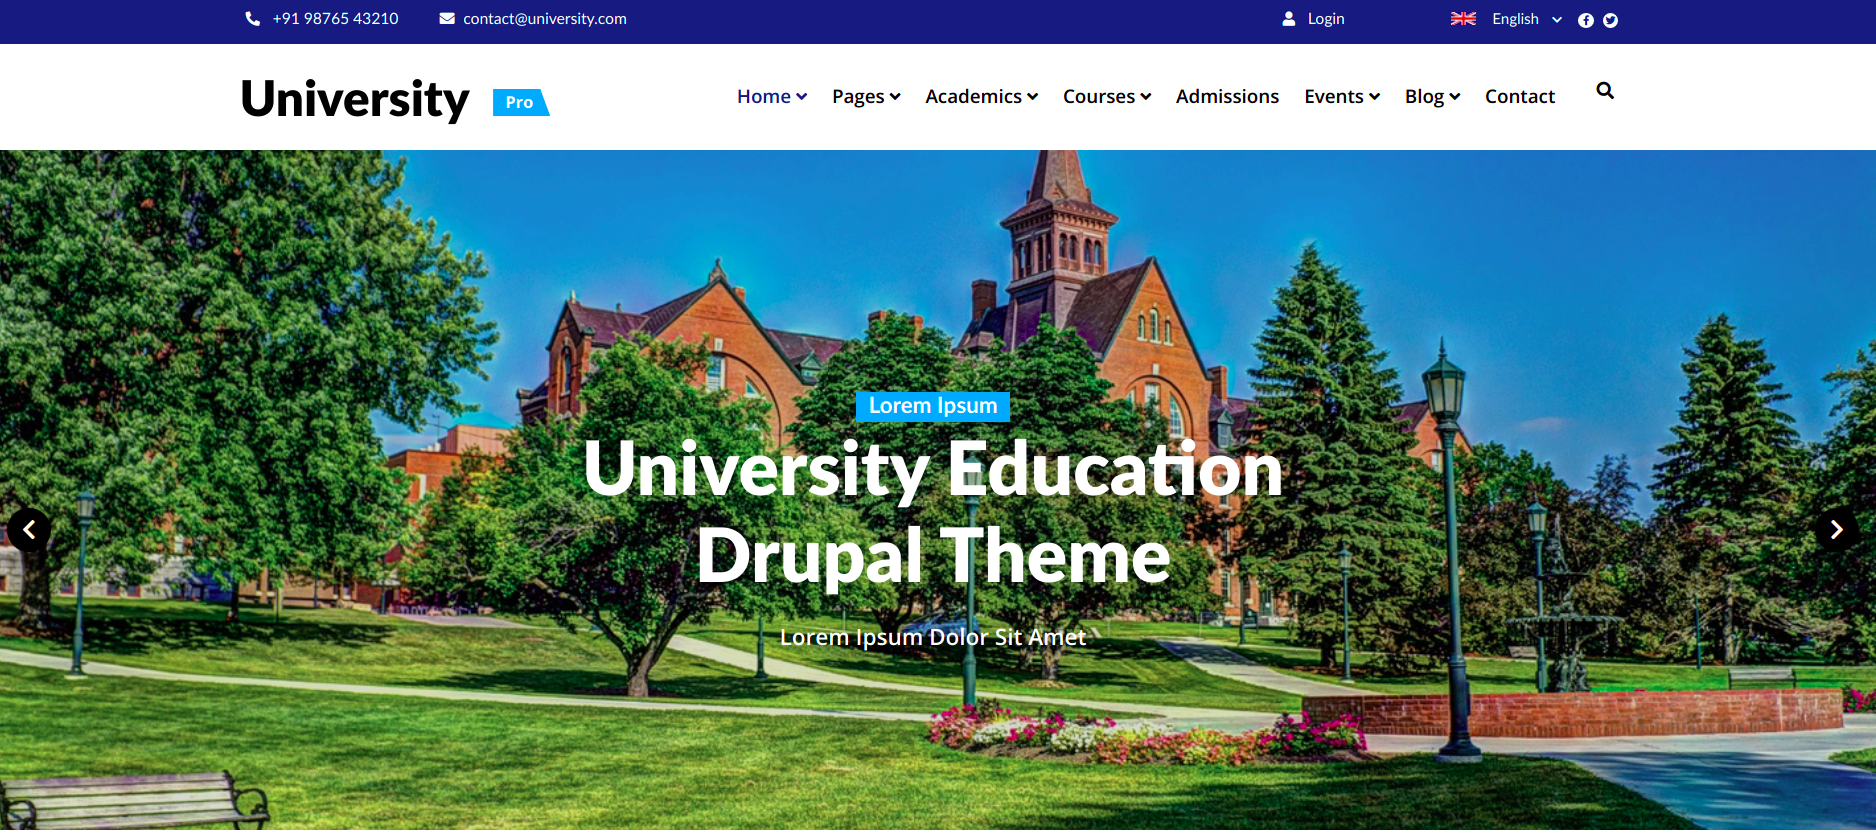 +91 98765 43210 contact@university.com Login English
University Pro
Home Pages Academics Courses Admissions Events Blog Contact
Lorem Ipsum
University Education
Drupal Theme
Lorem Ipsum Dolor Sit Amet